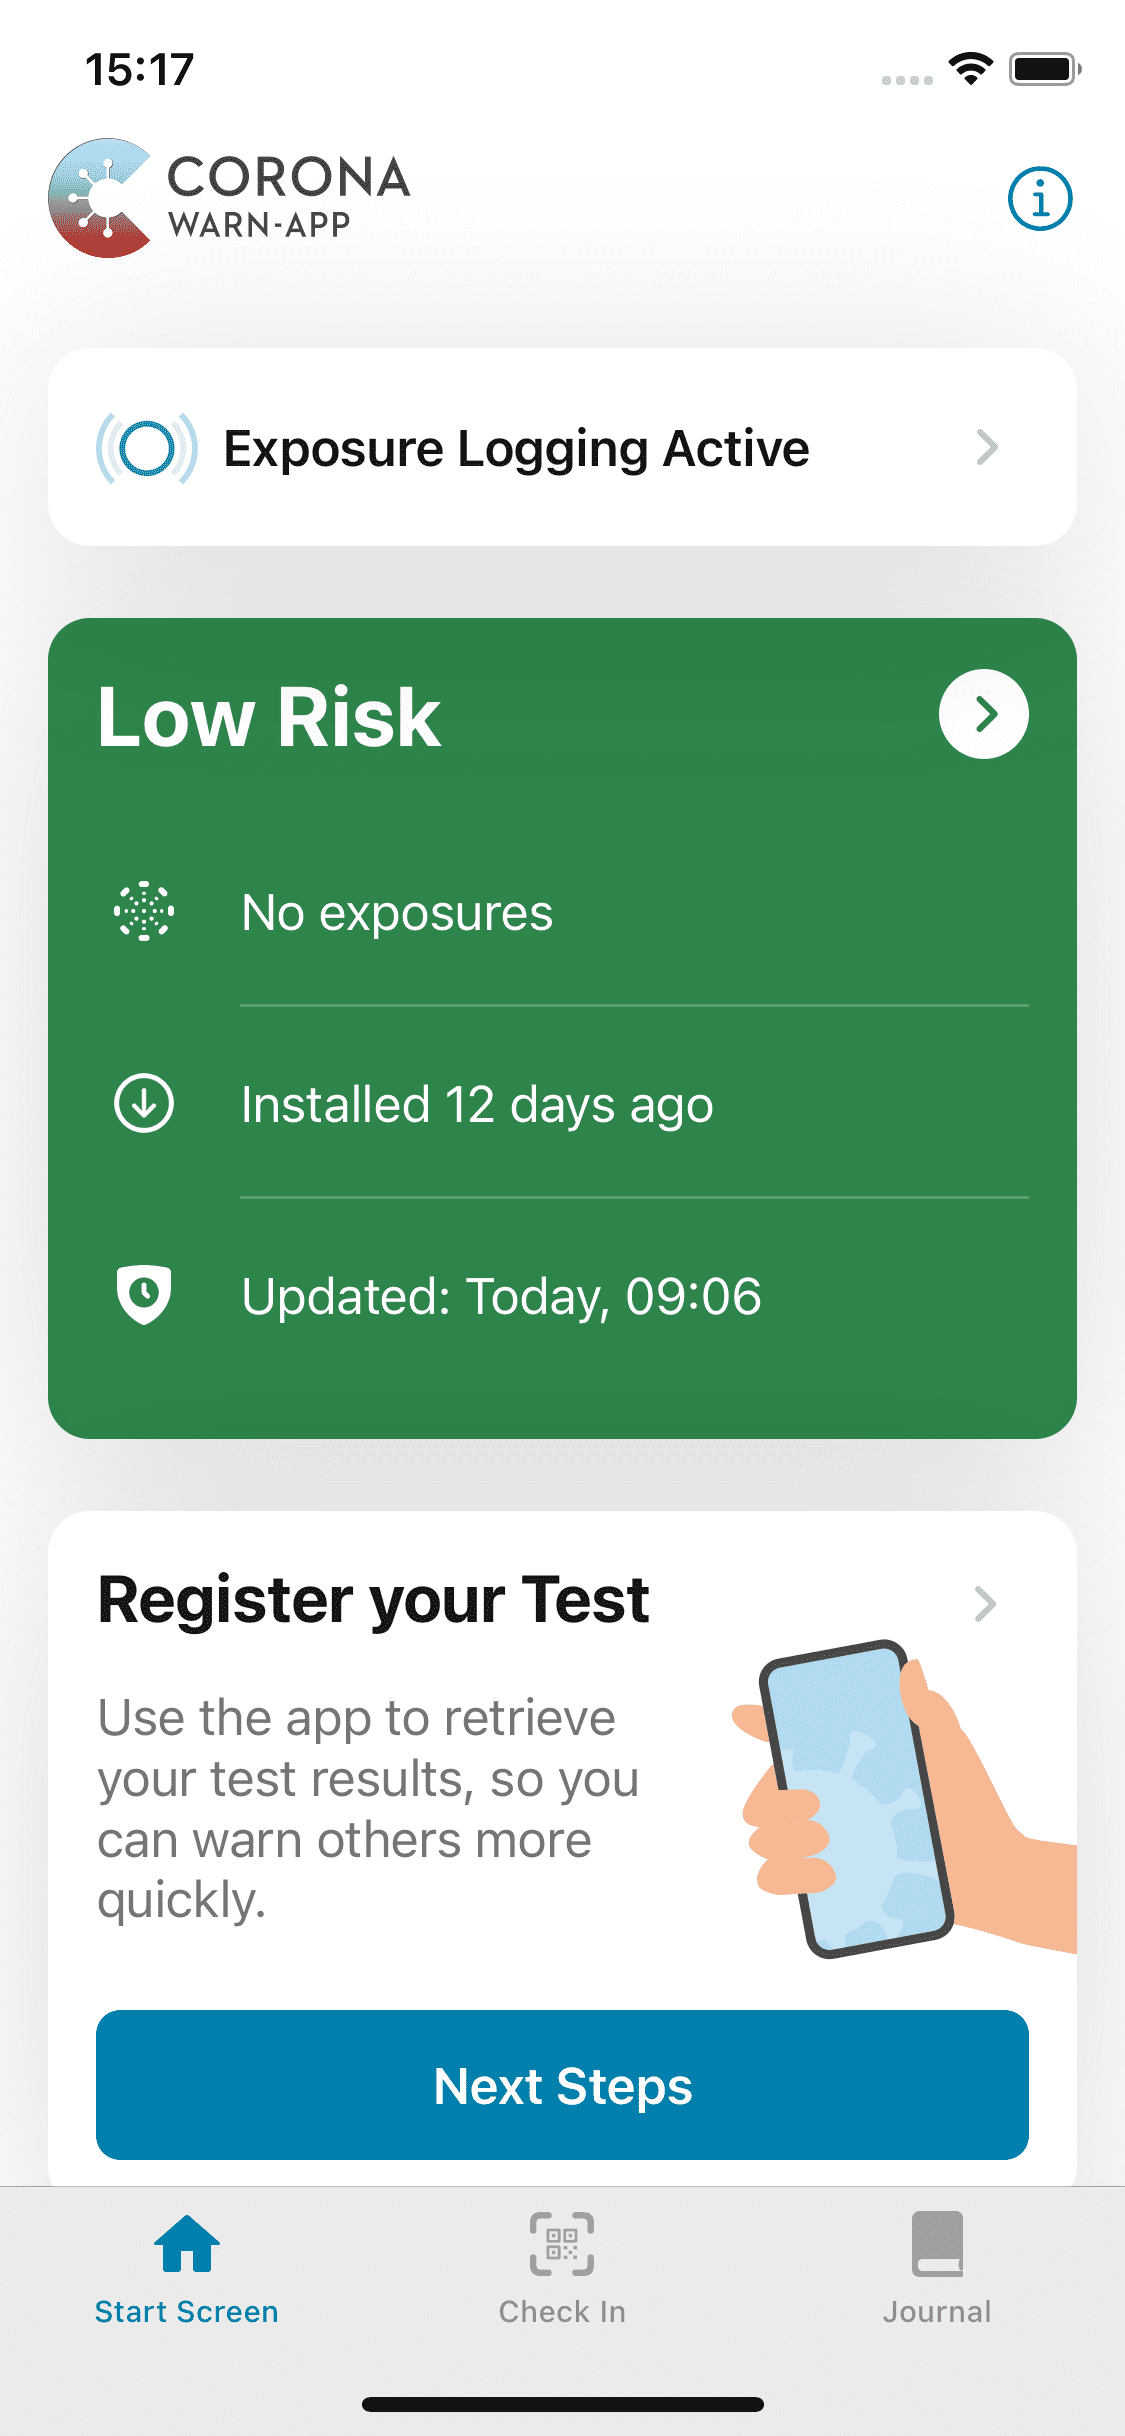 15:17
CORONA
WARN-APP
Exposure Logging Active
Low Risk
No exposures
Installed 12 days ago
Updated: Today, 09:06
Register your Test
Use the app to retrieve
your test results, so you
can warn others more
quickly.
Next Steps
Start Screen
Check In
Journal